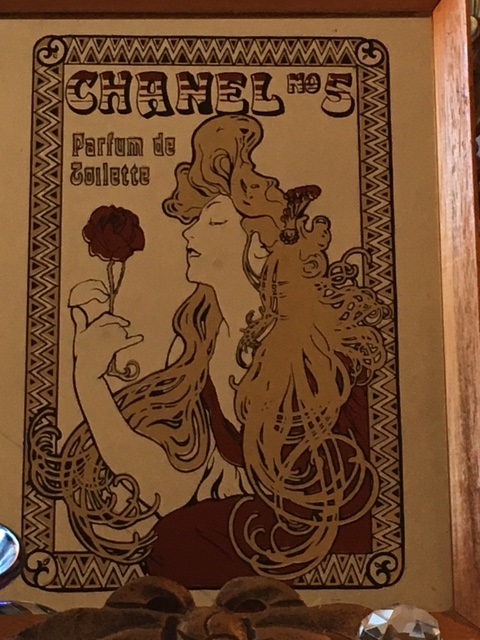 CHANEL No 5
Parfum de
Toilette